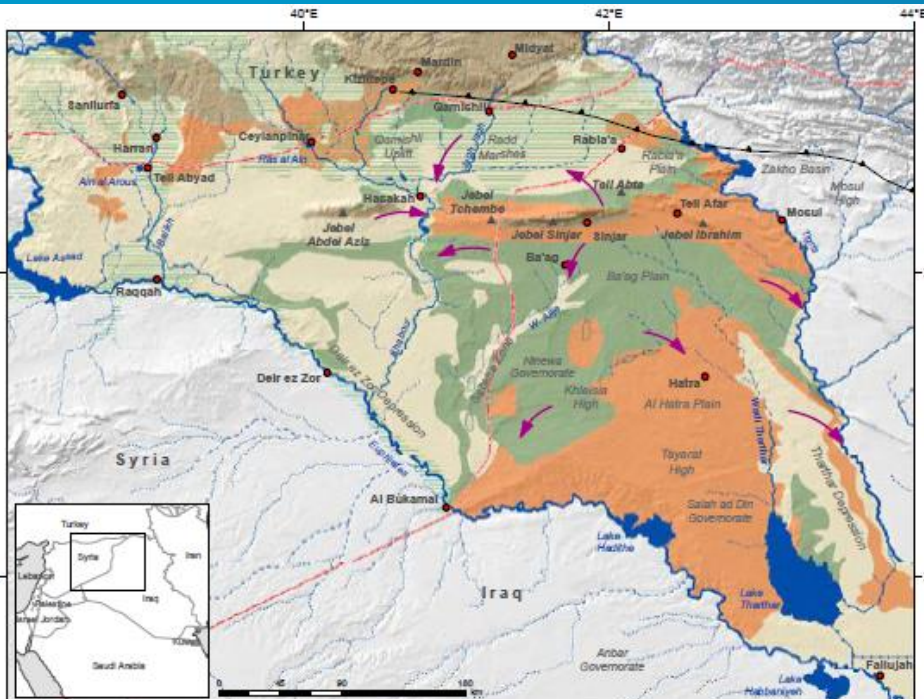 40°E
42°E
44°E
Midyat
Mardin
Turkey
Kiziltepe
Sanliurfa
Qamishli
Harran
Ceylanpinar
Qamishli
Uplift
Radd
Marshes
Rabia'a
Rabia'a
Plain
Zakho Basin
Ras al Ain
Jagh Jagh
Ain al Arous
Tell Abyad
Mosul
High
Hasakah
Jebel
Tchembe
Tell Abta
Tell Afar
Mosul
Balikh
Jebel
Abdel Aziz
Jebel Sinjar
Sinjar
Jebel Ibrahim
Tigris
Lake Assad
Ba'ag
Ba'ag Plain
Raqqah
Khabour
W. Ajij
Ninewa
Governorate
Deir ez Zor
Deir ez Zor Depression
Khleisia
High
Hatra
Al Hatra Plain
Wadi Tharthar
Euphrates
Syria
Tayarat
High
Tharthar Depression
Al Bukamal
Salah ad Din
Governorate
Lake
Haditha
Iraq
Lake
Tharthar
Anbar
Governorate
Fallujah
Lake
Habbaniyeh
Turkey
Syria
Iran
Lebanon
Iraq
Palestine
Israel
Jordan
Kuwait
Saudi Arabia
0 45 90 180
km